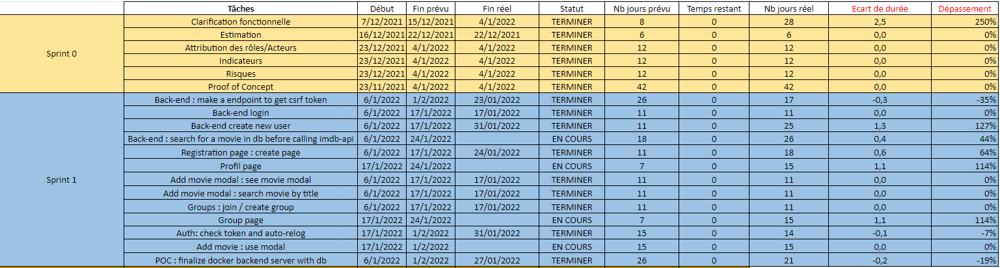 Tâches Début Fin prévu Fin réel Statut Nb jours prévu Temps restant Nb jours réel Ecart de durée Dépassement
Sprint 0
Clarification fonctionnelle 7/12/2021 15/12/2021 4/1/2022 TERMINER 8 0 28 2,5 250%
Estimation 16/12/2021 22/12/2021 22/12/2021 TERMINER 6 0 6 0,0 0%
Attribution des rôles/Acteurs 23/12/2021 4/1/2022 4/1/2022 TERMINER 12 0 12 0,0 0%
Indicateurs 23/12/2021 4/1/2022 4/1/2022 TERMINER 12 0 12 0,0 0%
Risques 23/12/2021 4/1/2022 4/1/2022 TERMINER 12 0 12 0,0 0%
Proof of Concept 23/11/2021 4/1/2022 4/1/2022 TERMINER 42 0 42 0,0 0%
Sprint 1
Back-end : make a endpoint to get csrf token 6/1/2022 1/2/2022 23/01/2022 TERMINER 26 0 17 -0,3 -35%
Back-end login 6/1/2022 17/1/2022 17/01/2022 TERMINER 11 0 11 0,0 0%
Back-end create new user 6/1/2022 17/1/2022 31/01/2022 TERMINER 11 0 25 1,3 127%
Back-end : search for a movie in db before calling imdb-api 6/1/2022 24/1/2022 EN COURS 18 0 26 0,4 44%
Registration page : create page 6/1/2022 17/1/2022 24/01/2022 TERMINER 11 0 18 0,6 64%
Profil page 17/1/2022 24/1/2022 EN COURS 7 0 15 1,1 114%
Add movie modal : see movie modal 6/1/2022 17/1/2022 17/01/2022 TERMINER 11 0 11 0,0 0%
Add movie modal : search movie by title 6/1/2022 17/1/2022 17/01/2022 TERMINER 11 0 11 0,0 0%
Groups : join / create group 6/1/2022 17/1/2022 17/01/2022 TERMINER 11 0 11 0,0 0%
Group page 17/1/2022 24/1/2022 EN COURS 7 0 15 1,1 114%
Auth: check token and auto-relog 17/1/2022 1/2/2022 31/01/2022 TERMINER 15 0 14 -0,1 -7%
Add movie : use modal 17/1/2022 1/2/2022 EN COURS 15 0 15 0,0 0%
POC : finalize docker backend server with db 6/1/2022 1/2/2022 27/01/2022 TERMINER 26 0 21 -0,2 -19%